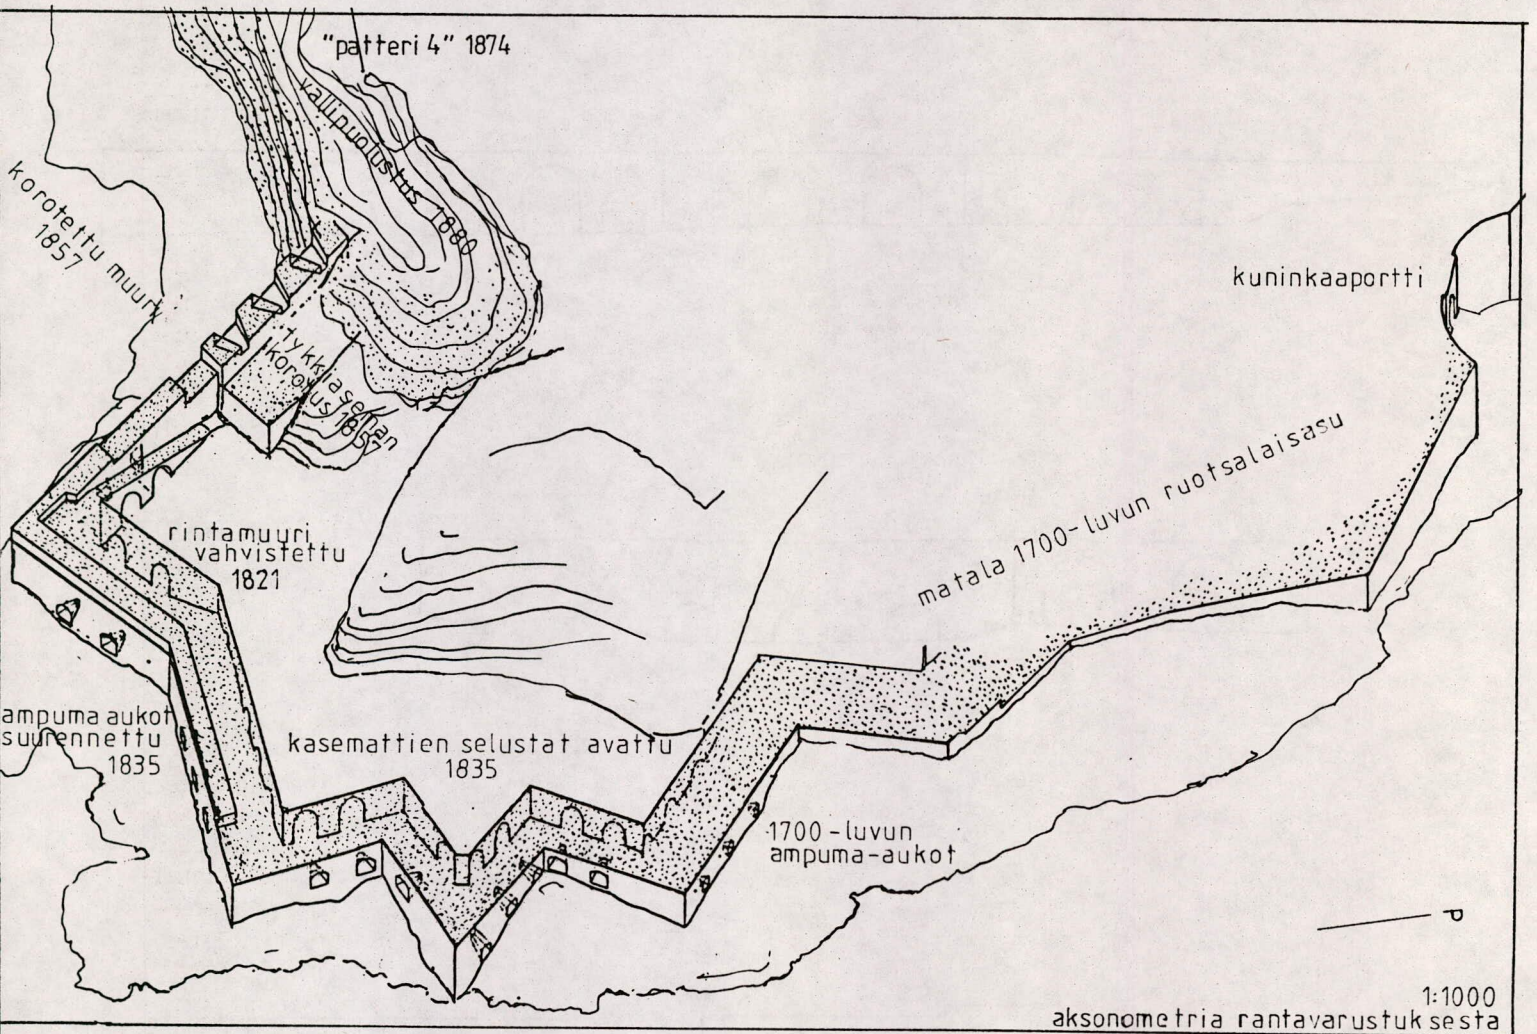 "patteri 4" 1874
vallipuolustus 1880
korotettu muuri
1857
kuninkaaportti
tykkiaseman
korotus 1857
matala 1700-luvun ruotsalaisasu
rintamuuri
vahvistettu
1821
ampuma aukot
suurennettu
1835
kasemattien selustat avattu
1835
1700-luvun
ampuma-aukot
P
1:1000
aksonometria rantavarustuksesta